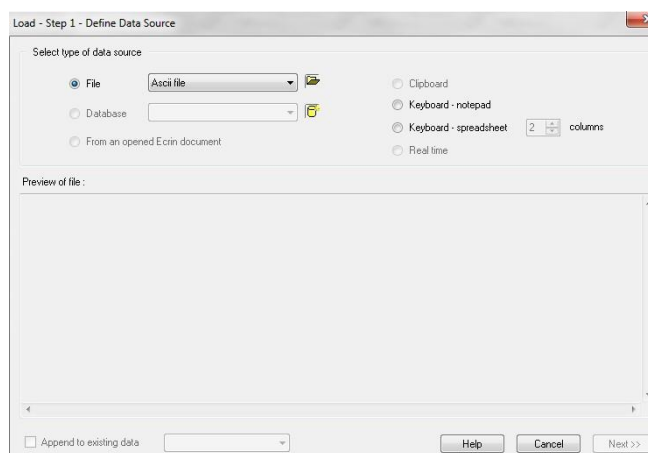 Load - Step 1 - Define Data Source
Select type of data source
File
Ascii file
Database
From an opened Ecrin document
Clipboard
Keyboard - notepad
Keyboard - spreadsheet 2 columns
Real time
Preview of file :
Append to existing data
Help Cancel Next >>